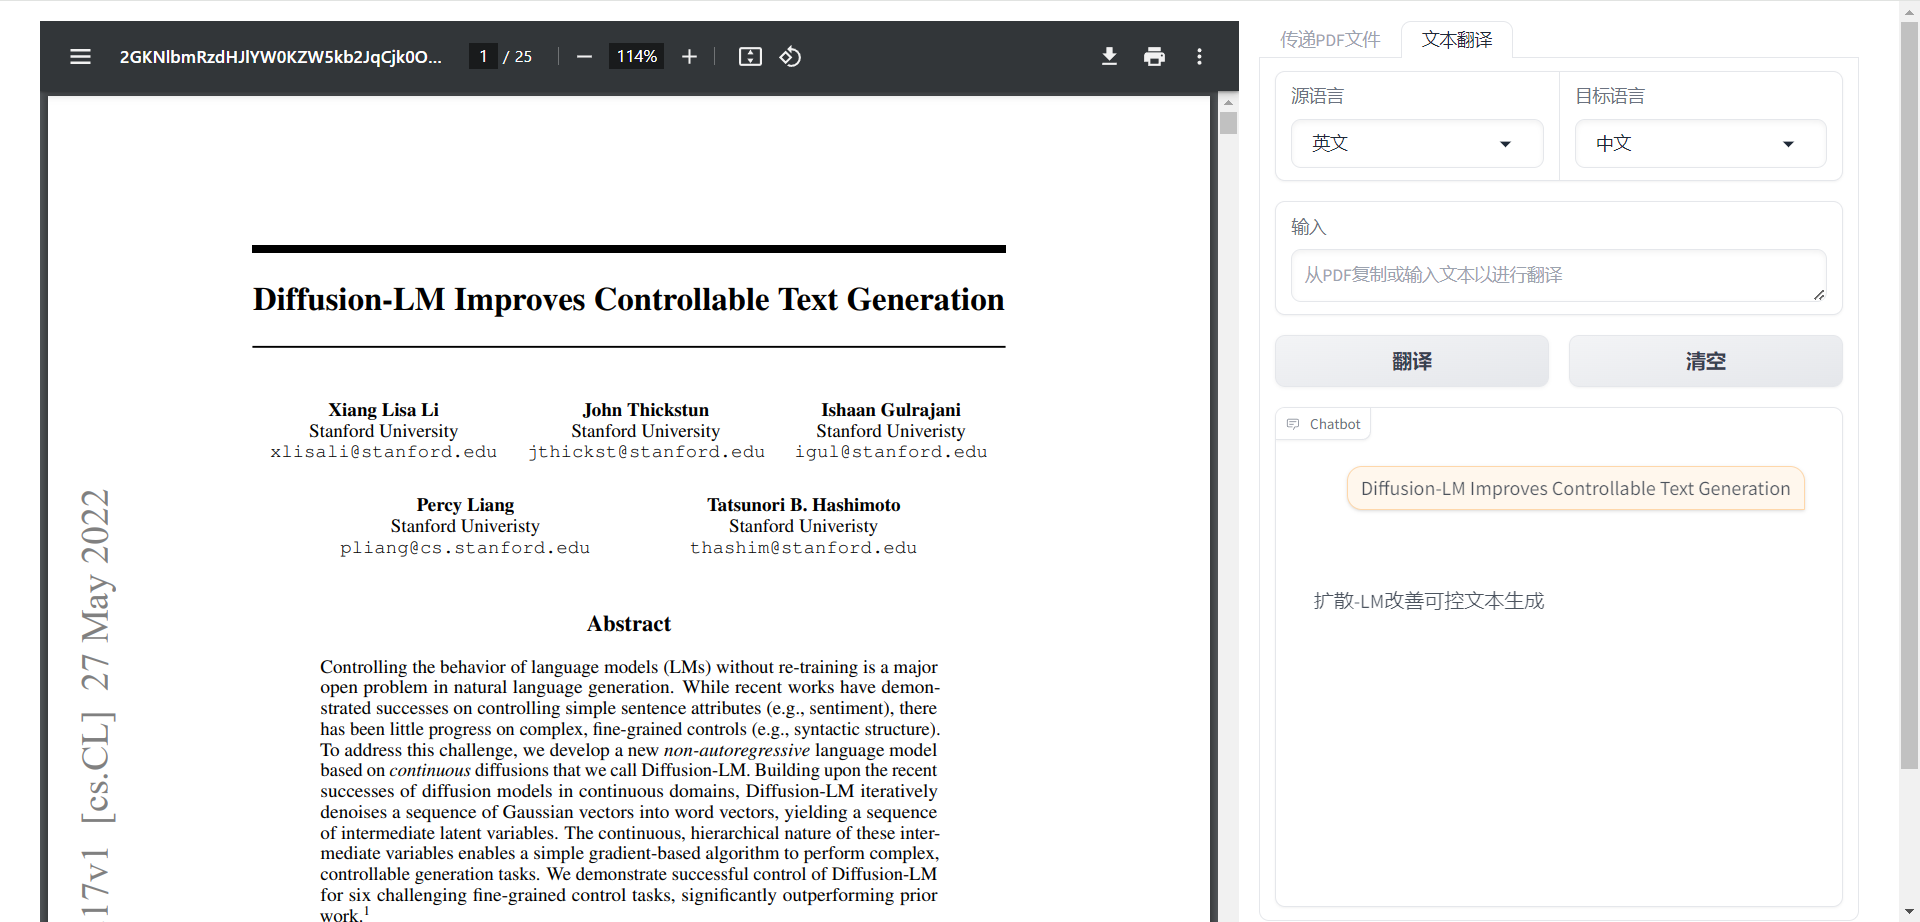 2GKNlbmRzdHJlYW0KZW5kb2JqCjk0O...
1 / 25
114%
Diffusion-LM Improves Controllable Text Generation
Xiang Lisa Li
Stanford University
xlisali@stanford.edu
John Thickstun
Stanford University
jthickst@stanford.edu
Ishaan Gulrajani
Stanford Univeristy
igul@stanford.edu
Percy Liang
Stanford Univeristy
pliang@cs.stanford.edu
Tatsunori B. Hashimoto
Stanford Univeristy
thashim@stanford.edu
Abstract
Controlling the behavior of language models (LMs) without re-training is a major
open problem in natural language generation. While recent works have demon-
strated successes on controlling simple sentence attributes (e.g., sentiment), there
has been little progress on complex, fine-grained controls (e.g., syntactic structure).
To address this challenge, we develop a new non-autoregressive language model
based on continuous diffusions that we call Diffusion-LM. Building upon the recent
successes of diffusion models in continuous domains, Diffusion-LM iteratively
denoises a sequence of Gaussian vectors into word vectors, yielding a sequence
of intermediate latent variables. The continuous, hierarchical nature of these inter-
mediate variables enables a simple gradient-based algorithm to perform complex,
controllable generation tasks. We demonstrate successful control of Diffusion-LM
for six challenging fine-grained control tasks, significantly outperforming prior
work.1
17v1 [cs.CL] 27 May 2022
传递PDF文件
文本翻译
源语言
英文
目标语言
中文
输入
从PDF复制或输入文本以进行翻译
翻译
清空
Chatbot
Diffusion-LM Improves Controllable Text Generation
扩散-LM改善可控文本生成